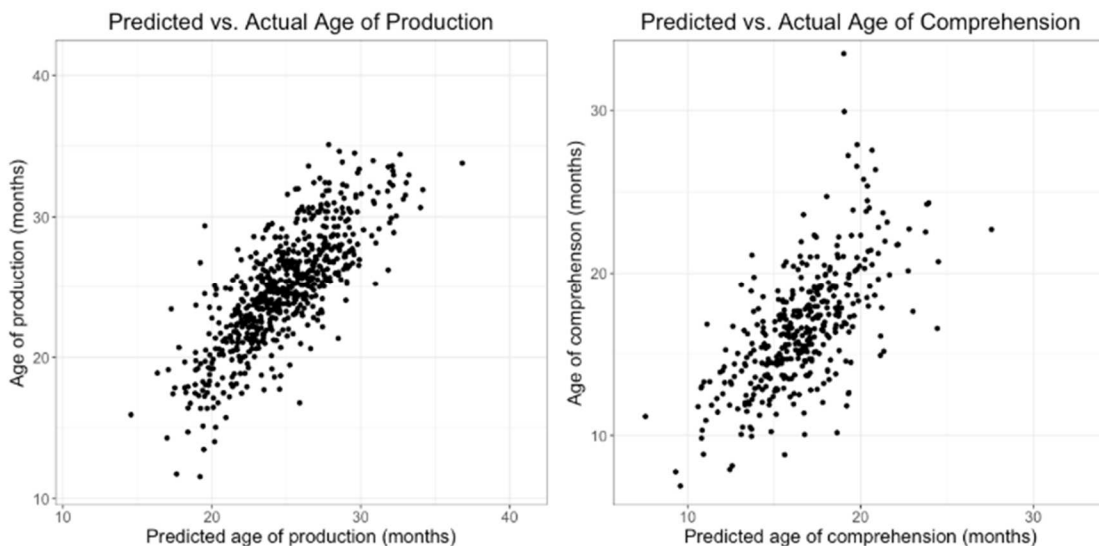 Predicted vs. Actual Age of Production
Age of production (months)
40
30
20
10
10 20 30 40
Predicted age of production (months)
Predicted vs. Actual Age of Comprehension
Age of comprehenson (months)
30
20
10
10 20 30
Predicted age of comprehension (months)